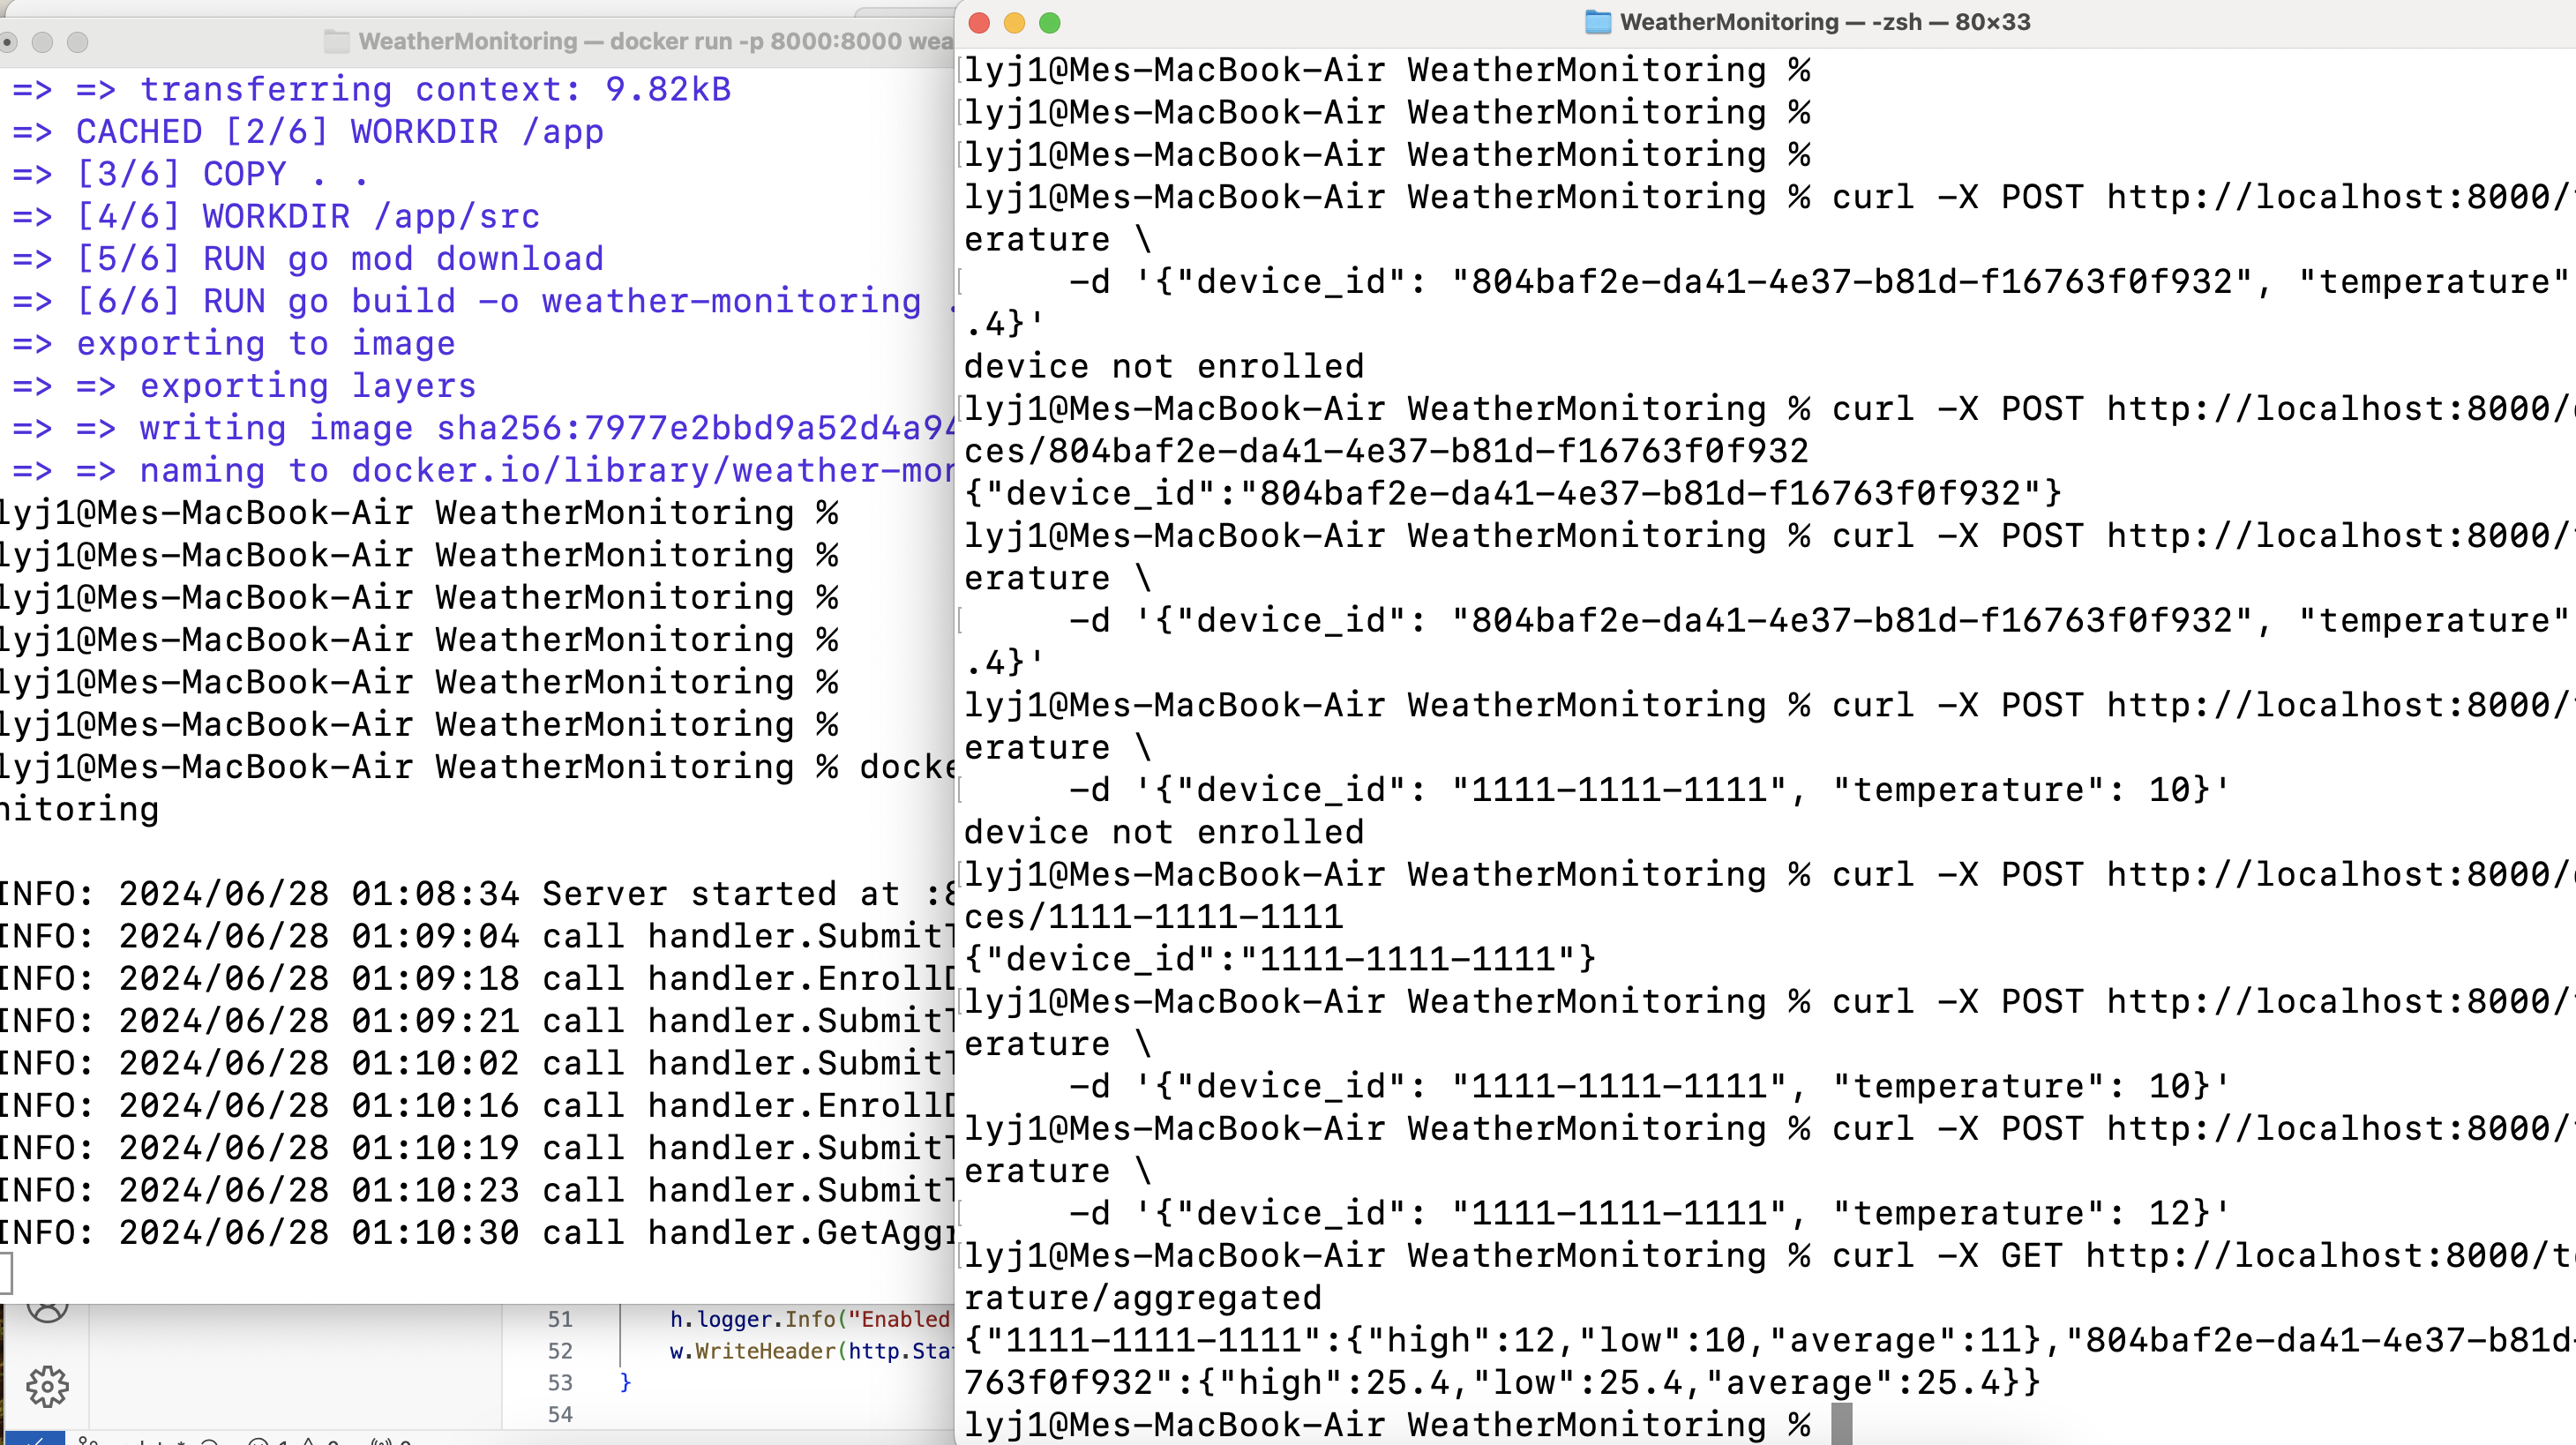 WeatherMonitoring — docker run -p 8000:8000
=> => transferring context: 9.82kB
=> CACHED [2/6] WORKDIR /app
=> [3/6] COPY . .
=> [4/6] WORKDIR /app/src
=> [5/6] RUN go mod download
=> [6/6] RUN go build -o weather-monitoring .
=> exporting to image
=> => exporting layers
=> => writing image sha256:7977e2bbd9a52d4a94
=> => naming to docker.io/library/weather-mon
lyj1@Mes-MacBook-Air WeatherMonitoring %
lyj1@Mes-MacBook-Air WeatherMonitoring %
lyj1@Mes-MacBook-Air WeatherMonitoring %
lyj1@Mes-MacBook-Air WeatherMonitoring %
lyj1@Mes-MacBook-Air WeatherMonitoring %
lyj1@Mes-MacBook-Air WeatherMonitoring %
lyj1@Mes-MacBook-Air WeatherMonitoring % docke
nitoring
INFO: 2024/06/28 01:08:34 Server started at :8
INFO: 2024/06/28 01:09:04 call handler.SubmitT
INFO: 2024/06/28 01:09:18 call handler.EnrollD
INFO: 2024/06/28 01:09:21 call handler.SubmitT
INFO: 2024/06/28 01:10:02 call handler.SubmitT
INFO: 2024/06/28 01:10:16 call handler.EnrollD
INFO: 2024/06/28 01:10:19 call handler.SubmitT
INFO: 2024/06/28 01:10:23 call handler.SubmitT
INFO: 2024/06/28 01:10:30 call handler.GetAggr
51 h.logger.Info("Enabled
52 w.WriteHeader(http.Sta
53 }
54
WeatherMonitoring — -zsh — 80×33
lyj1@Mes-MacBook-Air WeatherMonitoring %
lyj1@Mes-MacBook-Air WeatherMonitoring %
lyj1@Mes-MacBook-Air WeatherMonitoring %
lyj1@Mes-MacBook-Air WeatherMonitoring % curl -X POST http://localhost:8000/
erature \
-d '{"device_id": "804baf2e-da41-4e37-b81d-f16763f0f932", "temperature"
.4}'
device not enrolled
lyj1@Mes-MacBook-Air WeatherMonitoring % curl -X POST http://localhost:8000/
ces/804baf2e-da41-4e37-b81d-f16763f0f932
{"device_id":"804baf2e-da41-4e37-b81d-f16763f0f932"}
lyj1@Mes-MacBook-Air WeatherMonitoring % curl -X POST http://localhost:8000/
erature \
-d '{"device_id": "804baf2e-da41-4e37-b81d-f16763f0f932", "temperature"
.4}'
lyj1@Mes-MacBook-Air WeatherMonitoring % curl -X POST http://localhost:8000/
erature \
-d '{"device_id": "1111-1111-1111", "temperature": 10}'
device not enrolled
lyj1@Mes-MacBook-Air WeatherMonitoring % curl -X POST http://localhost:8000/
ces/1111-1111-1111
{"device_id":"1111-1111-1111"}
lyj1@Mes-MacBook-Air WeatherMonitoring % curl -X POST http://localhost:8000/
erature \
-d '{"device_id": "1111-1111-1111", "temperature": 10}'
lyj1@Mes-MacBook-Air WeatherMonitoring % curl -X POST http://localhost:8000/
erature \
-d '{"device_id": "1111-1111-1111", "temperature": 12}'
lyj1@Mes-MacBook-Air WeatherMonitoring % curl -X GET http://localhost:8000/t
rature/aggregated
{"1111-1111-1111":{"high":12,"low":10,"average":11},"804baf2e-da41-4e37-b81d-
763f0f932":{"high":25.4,"low":25.4,"average":25.4}}
lyj1@Mes-MacBook-Air WeatherMonitoring %